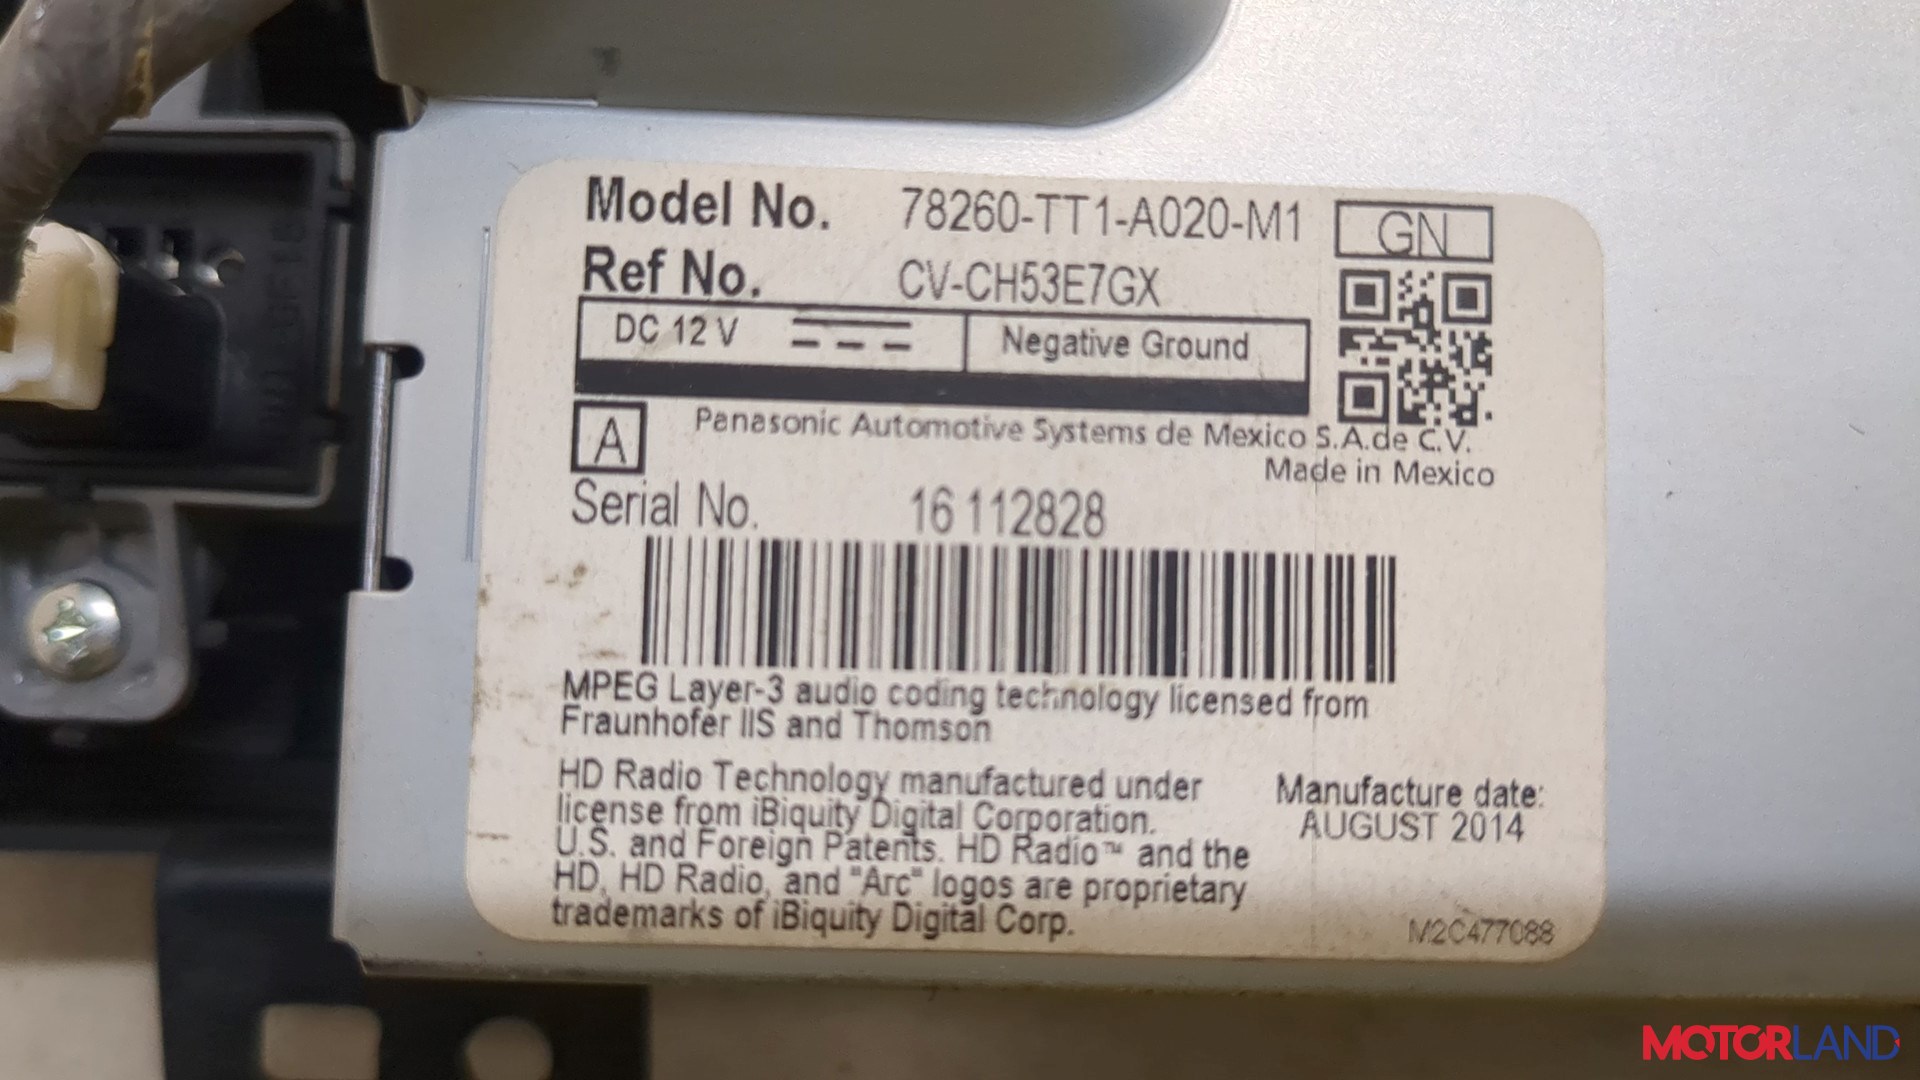 Model No. 78260-TT1-A020-M1 GN
Ref No. CV-CH53E7GX
DC 12 V Negative Ground
A Panasonic Automotive Systems de Mexico S.A.de C.V.
Made in Mexico
Serial No. 16 112828
MPEG Layer-3 audio coding technology licensed from
Fraunhofer IIS and Thomson
HD Radio Technology manufactured under
license from iBiquity Digital Corporation.
U.S. and Foreign Patents. HD Radio™ and the
HD, HD Radio, and "Arc" logos are proprietary
trademarks of iBiquity Digital Corp.
Manufacture date:
AUGUST 2014
M2C477088
MOTORLAND